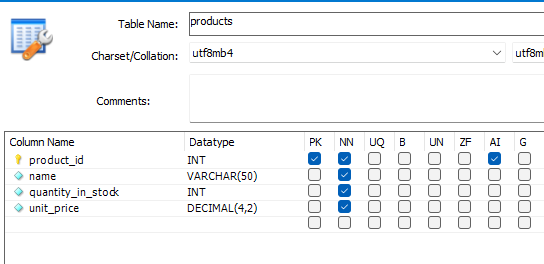 Table Name: products
Charset/Collation: utf8mb4 utf8m
Comments:
Column Name Datatype PK NN UQ B UN ZF AI G
product_id INT
name VARCHAR(50)
quantity_in_stock INT
unit_price DECIMAL(4,2)